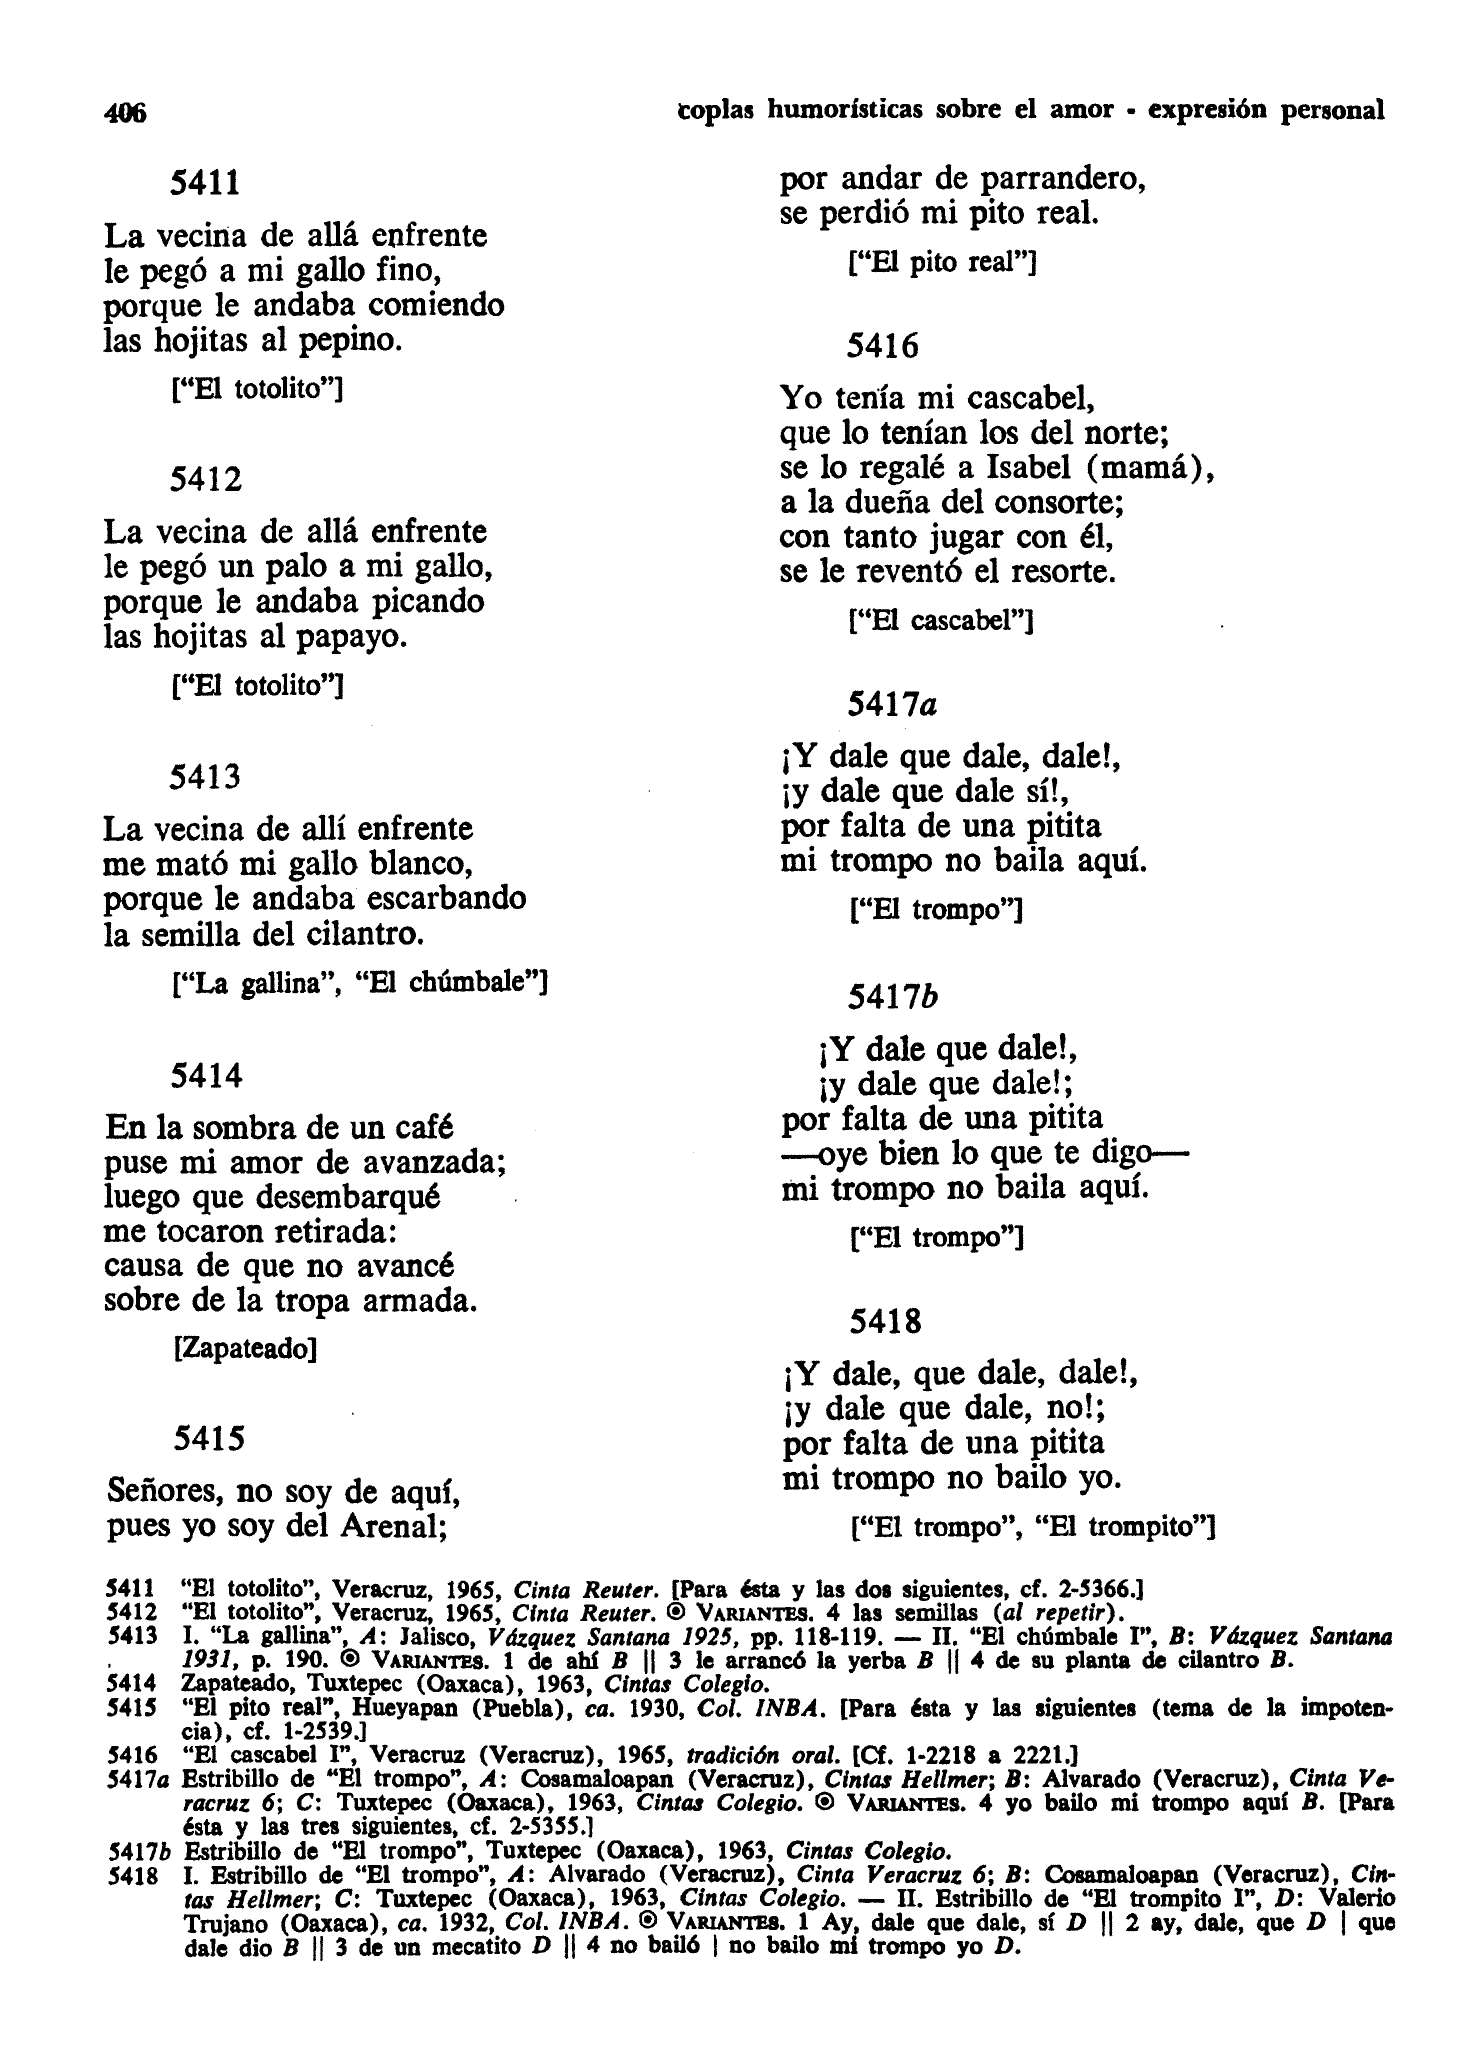 406
coplas humorísticas sobre el amor - expresión personal
5411
La vecina de allá enfrente
le pegó a mi gallo fino,
porque le andaba comiendo
las hojitas al pepino.
[“El totolito”]
5412
La vecina de allá enfrente
le pegó un palo a mi gallo,
porque le andaba picando
las hojitas al papayo.
[“El totolito”]
5413
La vecina de allí enfrente
me mató mi gallo blanco,
porque le andaba escarbando
la semilla del cilantro.
[“La gallina”, “El chúmbale”]
5414
En la sombra de un café
puse mi amor de avanzada;
luego que desembarqué
me tocaron retirada:
causa de que no avancé
sobre de la tropa armada.
[Zapateado]
5415
Señores, no soy de aquí,
pues yo soy del Arenal;
por andar de parrandero,
se perdió mi pito real.
[“El pito real”]
5416
Yo tenía mi cascabel,
que lo tenían los del norte;
se lo regalé a Isabel (mamá),
a la dueña del consorte;
con tanto jugar con él,
se le reventó el resorte.
[“El cascabel”]
5417a
¡Y dale que dale, dale!,
¡y dale que dale sí!,
por falta de una pitita
mi trompo no baila aquí.
[“El trompo”]
5417b
¡Y dale que dale!,
¡y dale que dale!;
por falta de una pitita
—oye bien lo que te digo—
mi trompo no baila aquí.
[“El trompo”]
5418
¡Y dale, que dale, dale!,
¡y dale que dale, no!;
por falta de una pitita
mi trompo no bailo yo.
[“El trompo”, “El trompito”]
5411 “El totolito”, Veracruz, 1965, Cinta Reuter. [Para ésta y las dos siguientes, cf. 2-5366.]
5412 “El totolito”, Veracruz, 1965, Cinta Reuter. ⊚ VARIANTES. 4 las semillas (al repetir).
5413 I. “La gallina”, A: Jalisco, Vázquez Santana 1925, pp. 118-119. — II. “El chúmbale I”, B: Vázquez Santana
1931, p. 190. ⊚ VARIANTES. 1 de ahí B || 3 le arrancó la yerba B || 4 de su planta de cilantro B.
5414 Zapateado, Tuxtepec (Oaxaca), 1963, Cintas Colegio.
5415 “El pito real”, Hueyapan (Puebla), ca. 1930, Col. INBA. [Para ésta y las siguientes (tema de la impoten-
cia), cf. 1-2539.]
5416 “El cascabel I”, Veracruz (Veracruz), 1965, tradición oral. [Cf. 1-2218 a 2221.]
5417a Estribillo de “El trompo”, A: Cosamaloapan (Veracruz), Cintas Hellmer; B: Alvarado (Veracruz), Cinta Ve-
racruz 6; C: Tuxtepec (Oaxaca), 1963, Cintas Colegio. ⊚ VARIANTES. 4 yo bailo mi trompo aquí B. [Para
ésta y las tres siguientes, cf. 2-5355.]
5417b Estribillo de “El trompo”, Tuxtepec (Oaxaca), 1963, Cintas Colegio.
5418 I. Estribillo de “El trompo”, A: Alvarado (Veracruz), Cinta Veracruz 6; B: Cosamaloapan (Veracruz), Cin-
tas Hellmer; C: Tuxtepec (Oaxaca), 1963, Cintas Colegio. — II. Estribillo de “El trompito I”, D: Valerio
Trujano (Oaxaca), ca. 1932, Col. INBA. ⊚ VARIANTES. 1 Ay, dale que dale, sí D || 2 ay, dale, que D | que
dale dio B || 3 de un mecatito D || 4 no bailó | no bailo mi trompo yo D.